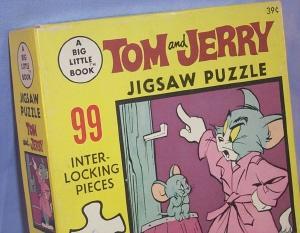 39¢
A
BIG
LITTLE
BOOK
TOM and JERRY
JIGSAW PUZZLE
99
INTER-
LOCKING
PIECES
A
BIG
LITTLE
BOOK
JIGSAW
PUZZLE
TOM
and
JERRY